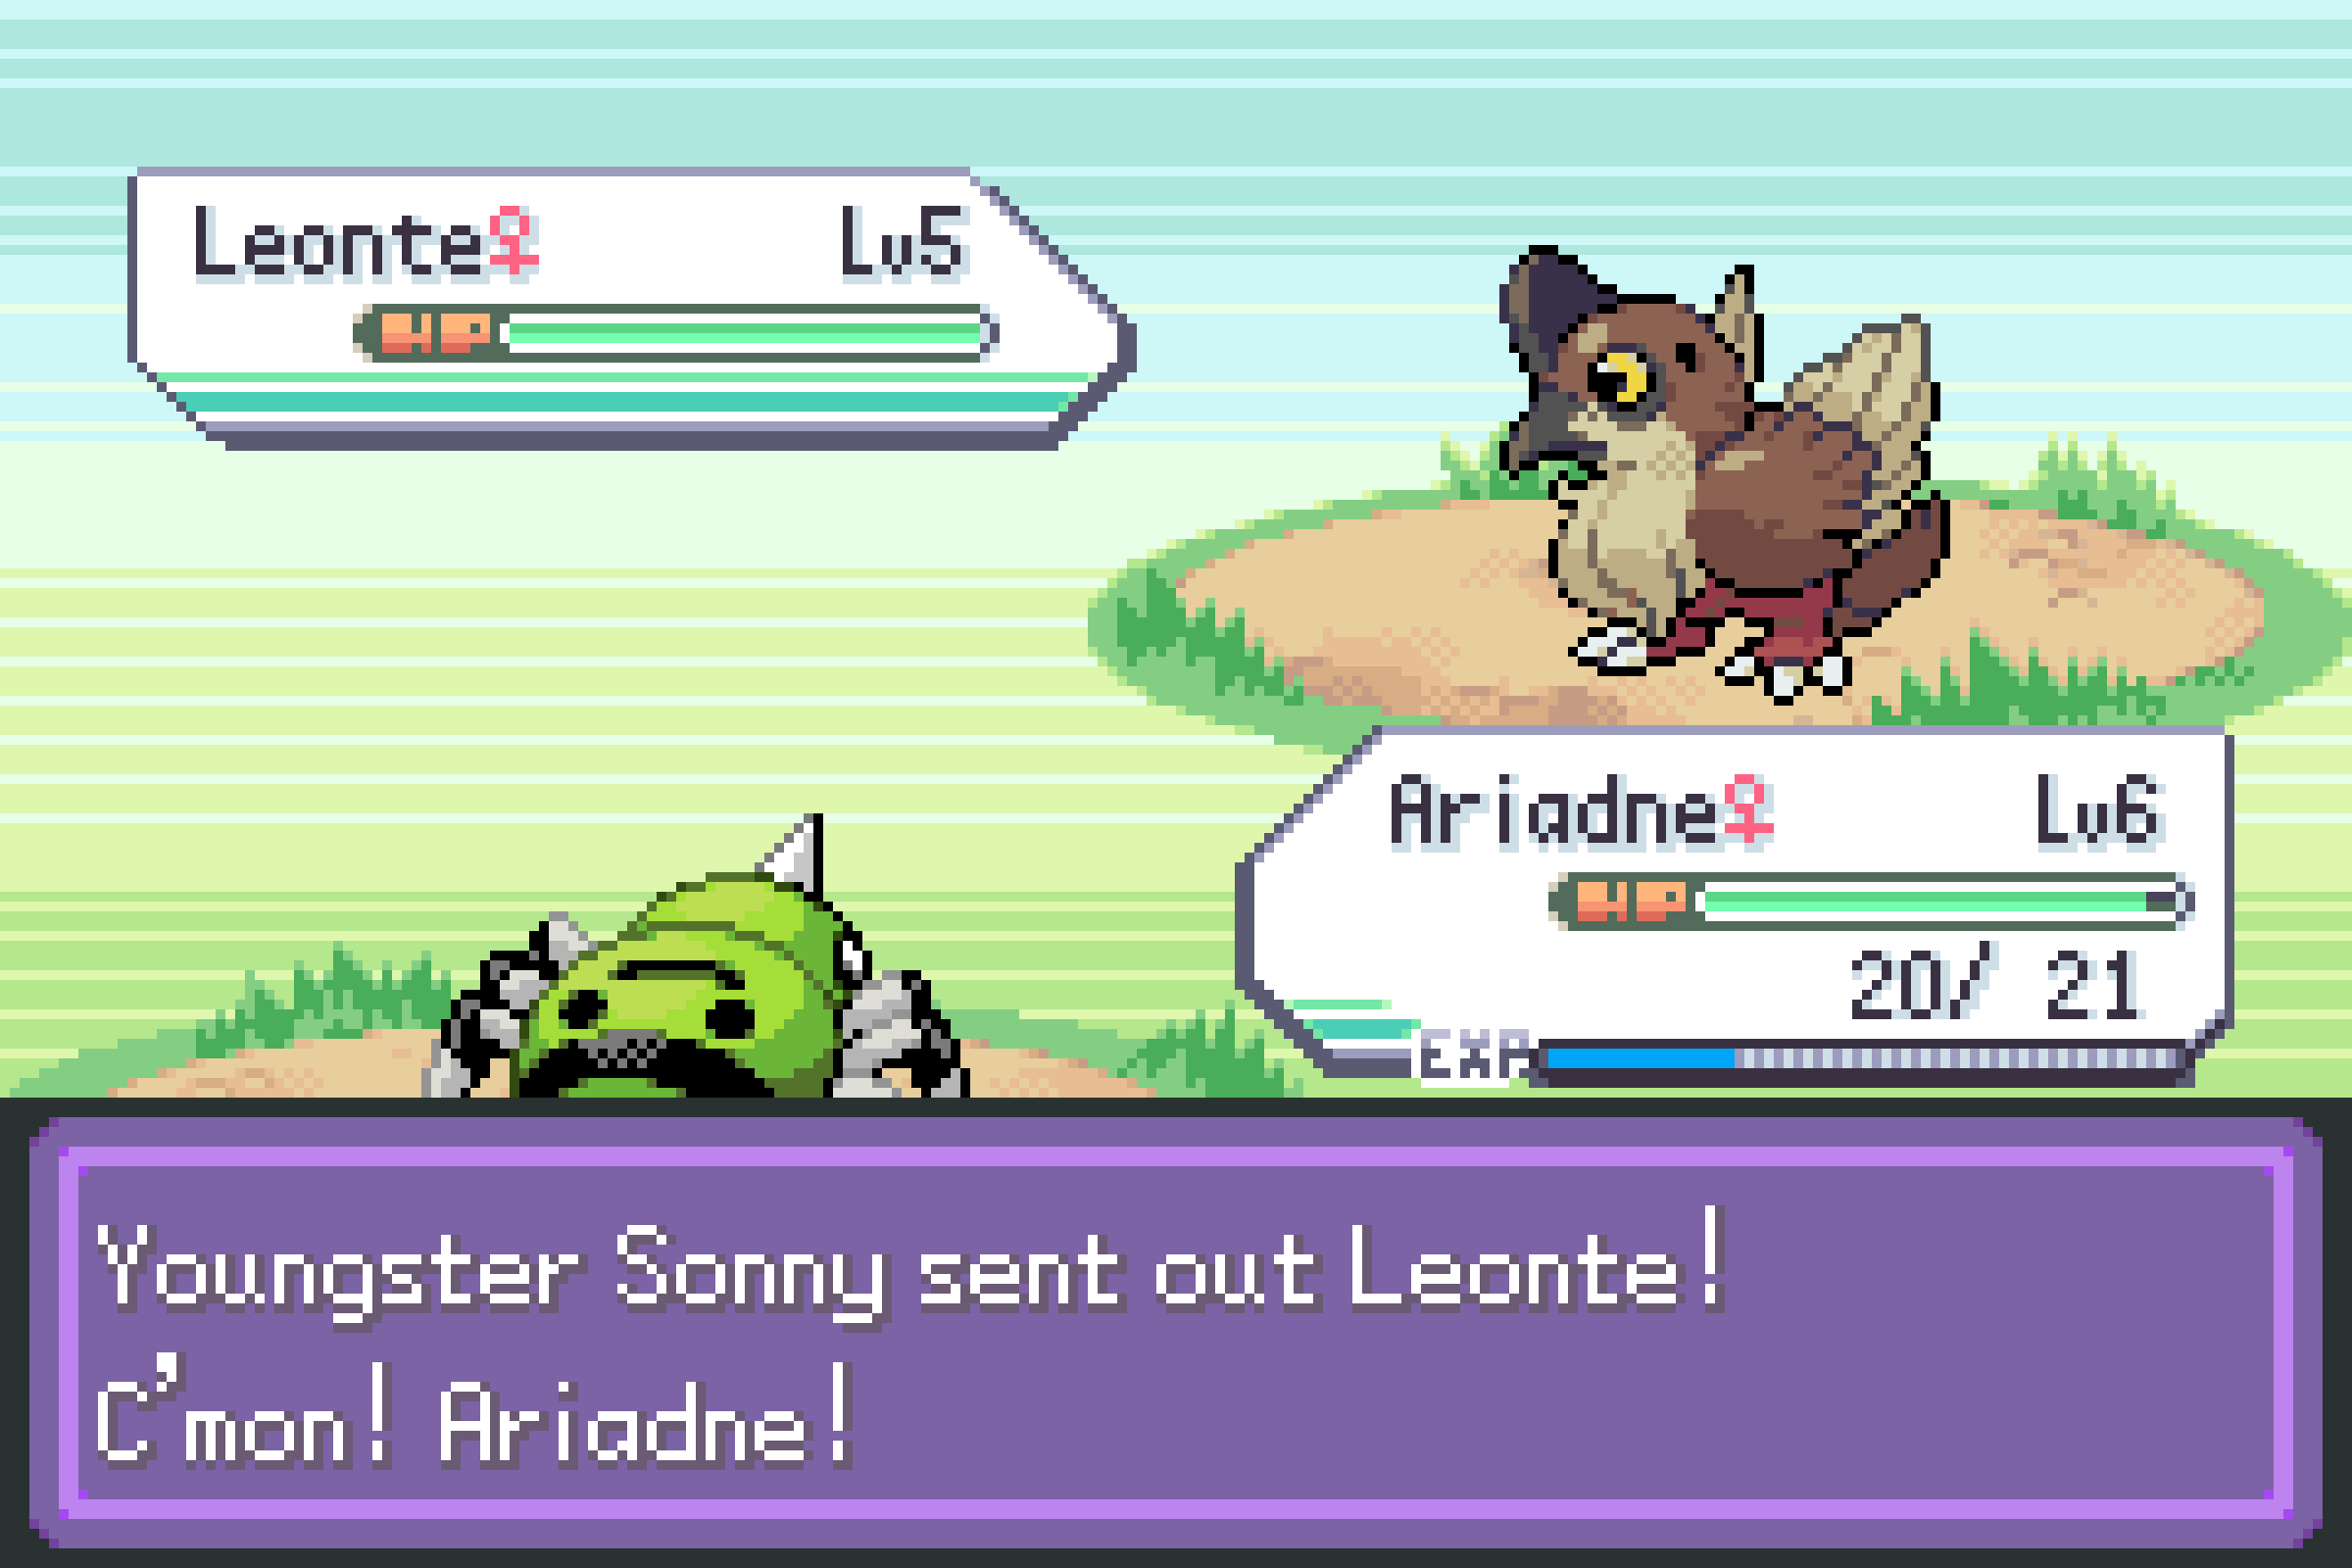 Leonte♀ Lv5
HP
Ariadne♀ Lv6
HP
20/ 21
EXP
Youngster Sonny sent out Leonte!
C'mon! Ariadne!